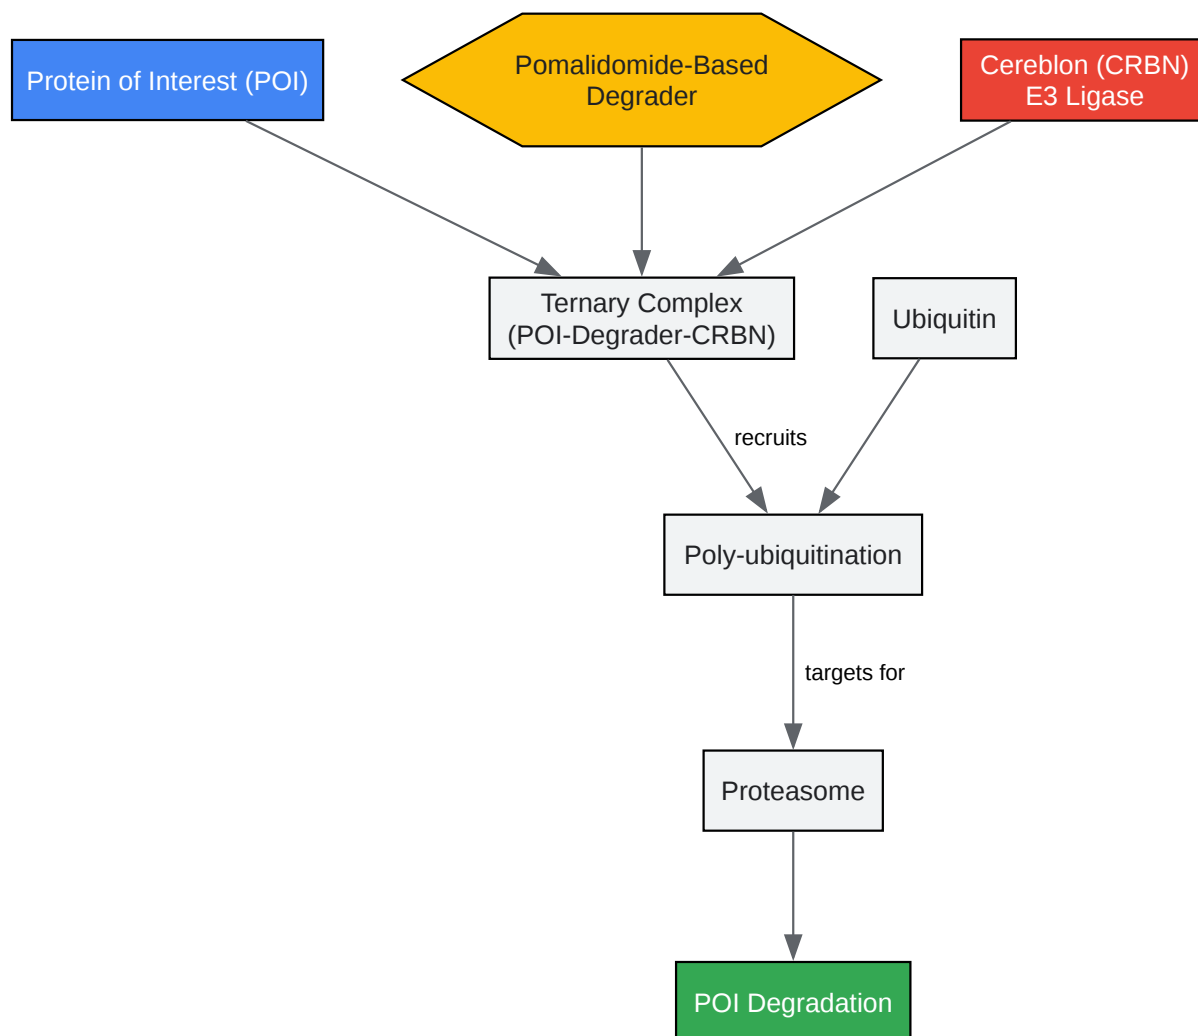 Protein of Interest (POI)
Pomalidomide-Based
Degrader
Cereblon (CRBN)
E3 Ligase
Ternary Complex
(POI-Degrader-CRBN)
Ubiquitin
recruits
Poly-ubiquitination
targets for
Proteasome
POI Degradation